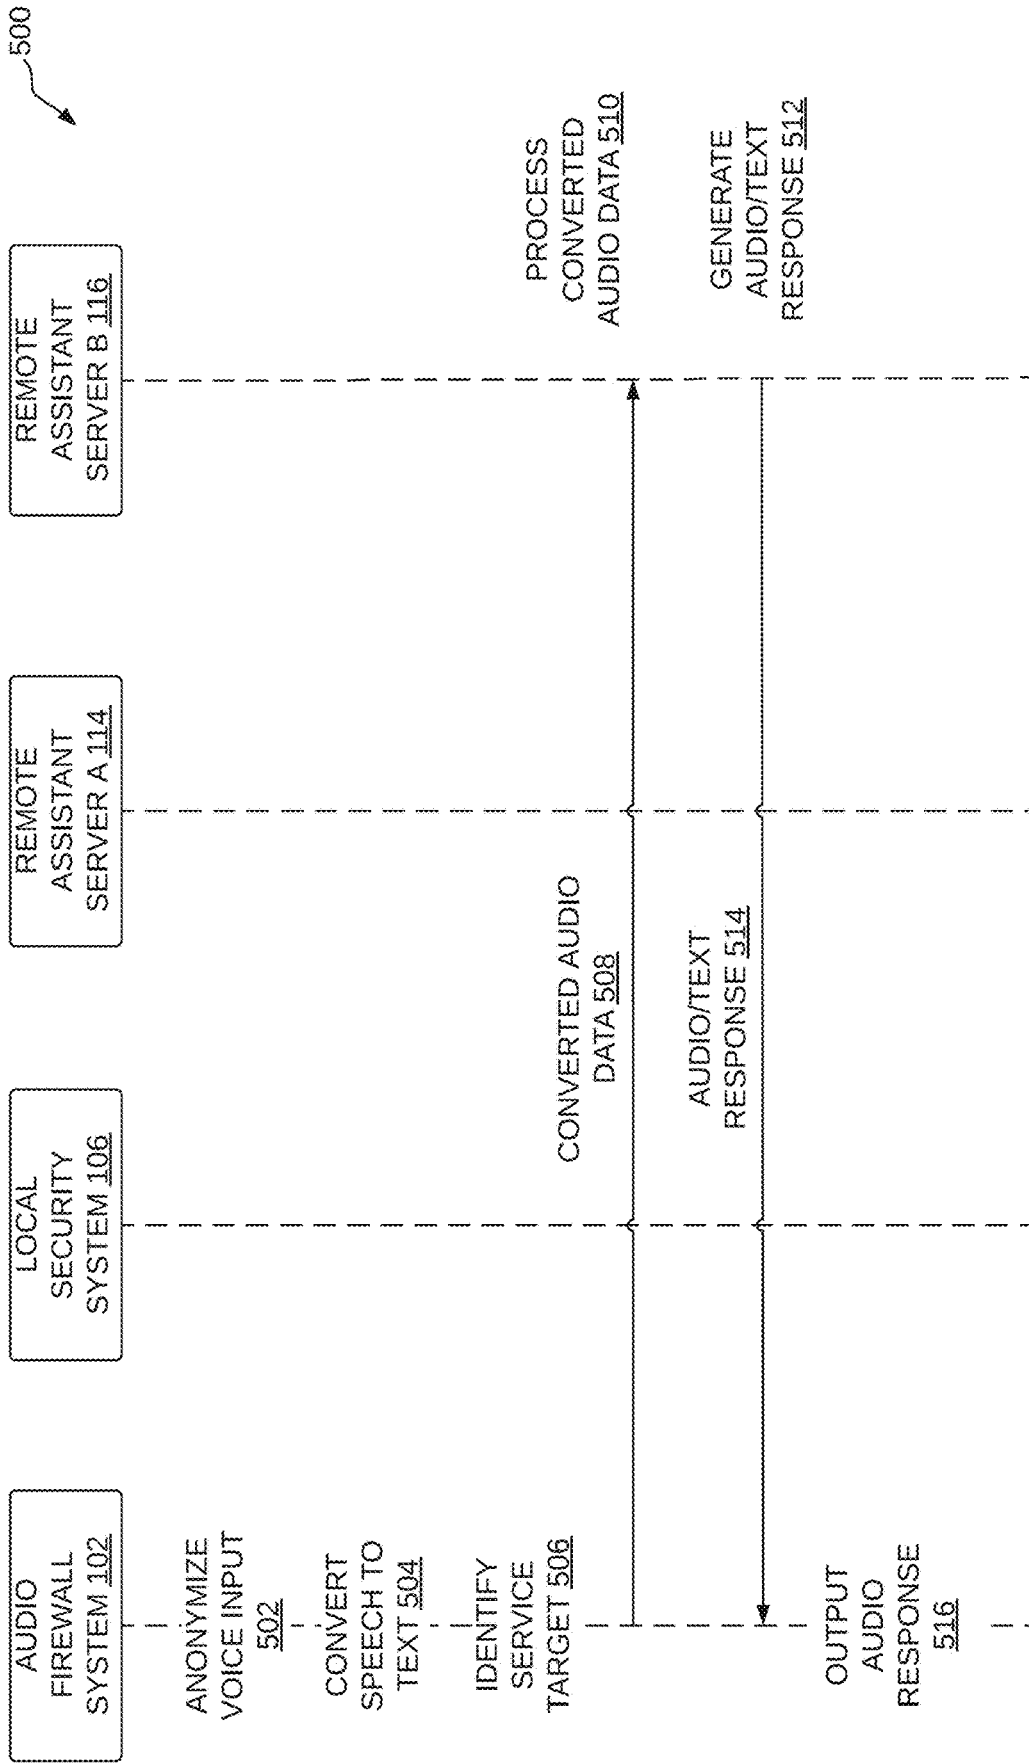 500
AUDIO
FIREWALL
SYSTEM 102
LOCAL
SECURITY
SYSTEM 106
REMOTE
ASSISTANT
SERVER A 114
REMOTE
ASSISTANT
SERVER B 116
ANONYMIZE
VOICE INPUT
502
CONVERT
SPEECH TO
TEXT 504
IDENTIFY
SERVICE
TARGET 506
CONVERTED AUDIO
DATA 508
PROCESS
CONVERTED
AUDIO DATA 510
AUDIO/TEXT
RESPONSE 514
GENERATE
AUDIO/TEXT
RESPONSE 512
OUTPUT
AUDIO
RESPONSE
516